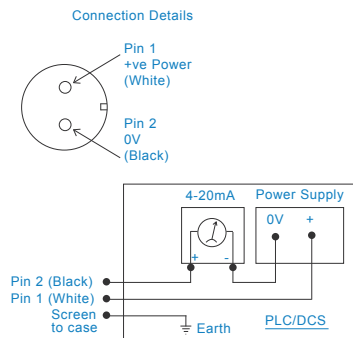 Connection Details
Pin 1
+ve Power
(White)
Pin 2
0V
(Black)
4-20mA
Power Supply
0V +
+ -
Pin 2 (Black)
Pin 1 (White)
Screen
to case
Earth
PLC/DCS